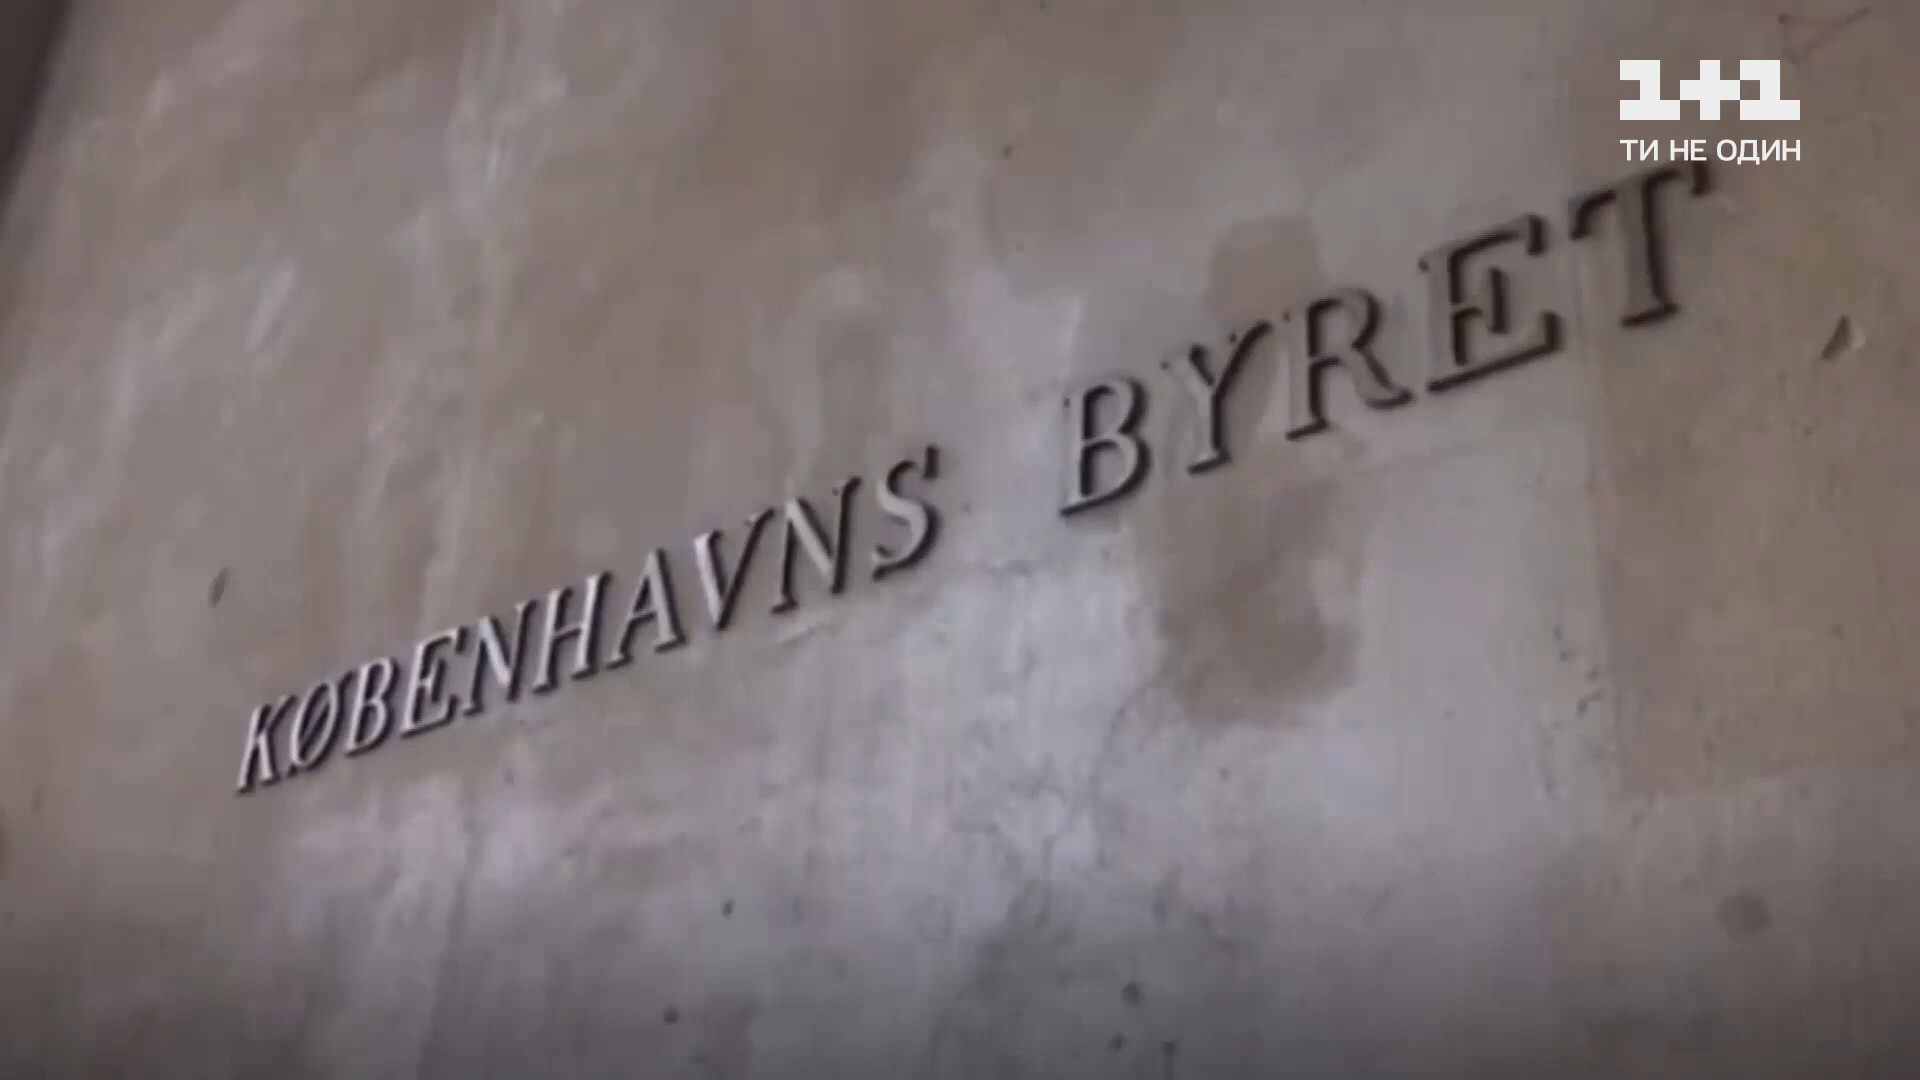 1+1
ТИ НЕ ОДИН
KØBENHAVNS BYRET